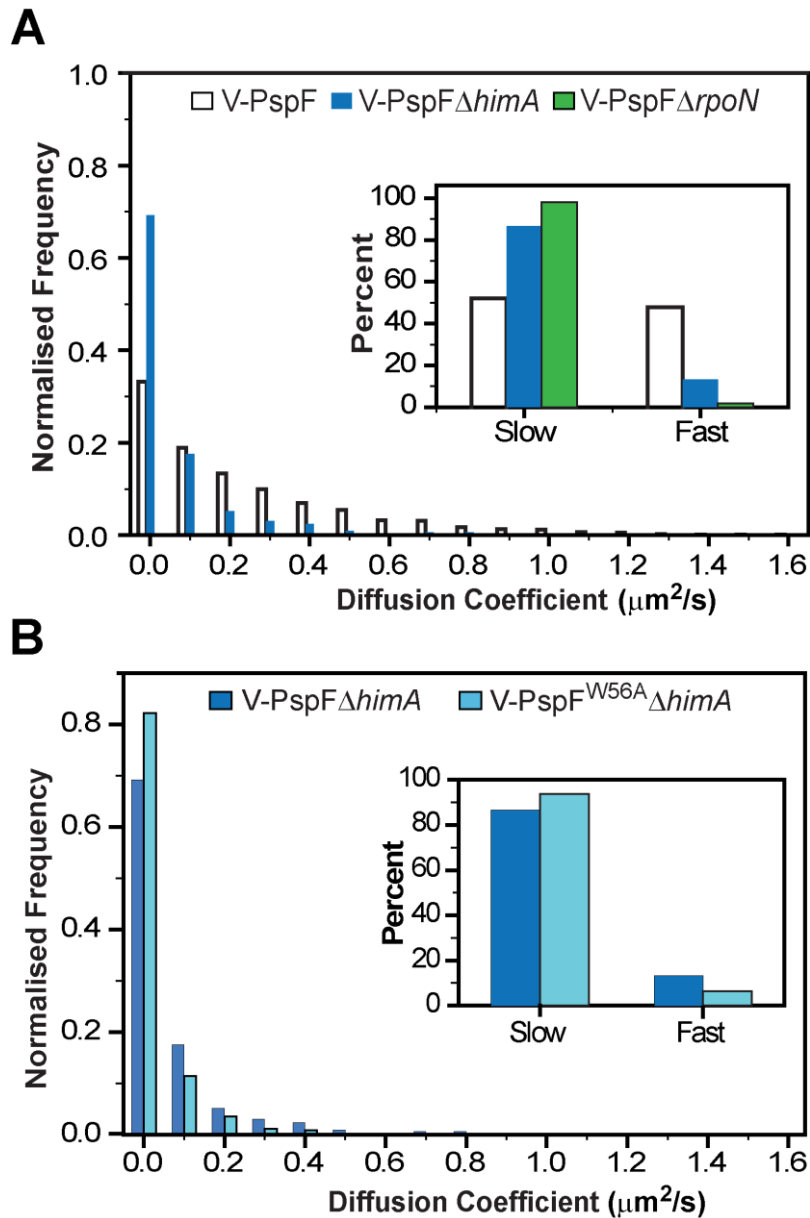 A
V-PspF V-PspFΔhimA V-PspFΔrpoN
Normalised Frequency
1.0
0.8
0.6
0.4
0.2
0.0
Percent
100
80
60
40
20
0
Slow Fast
0.0 0.2 0.4 0.6 0.8 1.0 1.2 1.4 1.6
Diffusion Coefficient (μm²/s)
B
V-PspFΔhimA V-PspF^W56AΔhimA
Normalised Frequency
0.8
0.6
0.4
0.2
0.0
Percent
100
80
60
40
20
0
Slow Fast
0.0 0.2 0.4 0.6 0.8 1.0 1.2 1.4 1.6
Diffusion Coefficient (μm²/s)